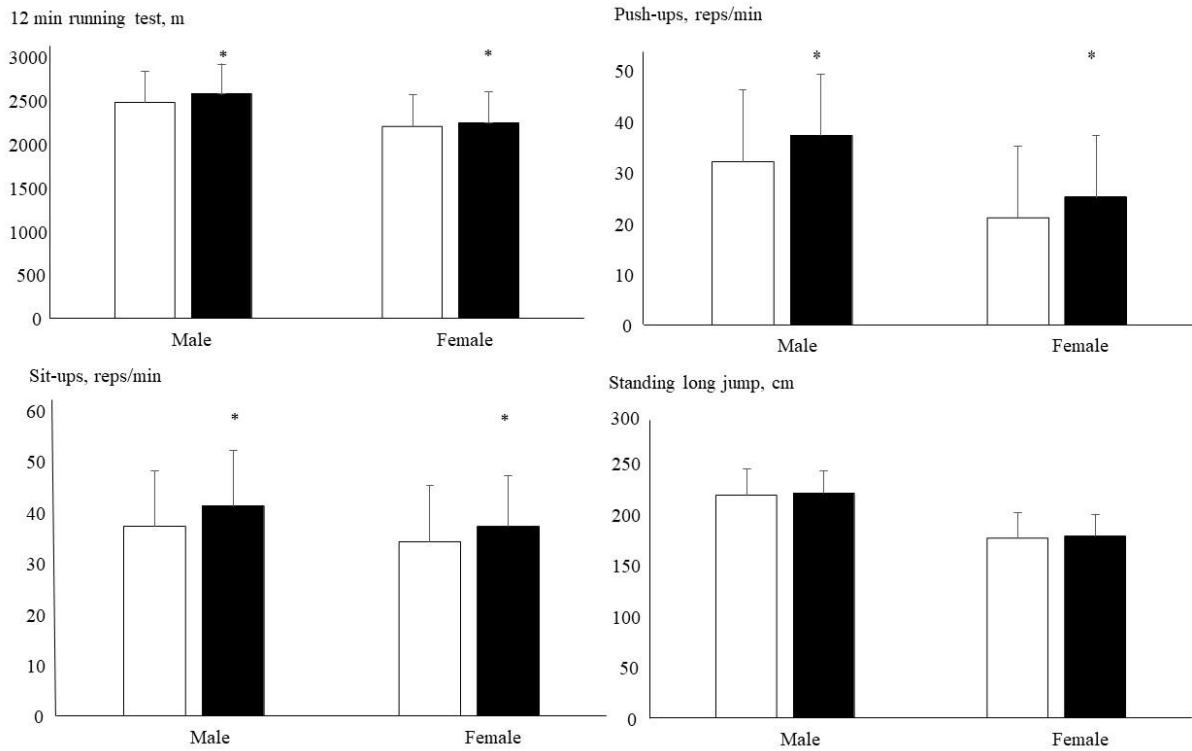 12 min running test, m
3000
2500
2000
1500
1000
500
0
*
*
Male
Female
Push-ups, reps/min
50
40
30
20
10
0
*
*
Male
Female
Sit-ups, reps/min
60
50
40
30
20
10
0
*
*
Male
Female
Standing long jump, cm
300
250
200
150
100
50
0
Male
Female